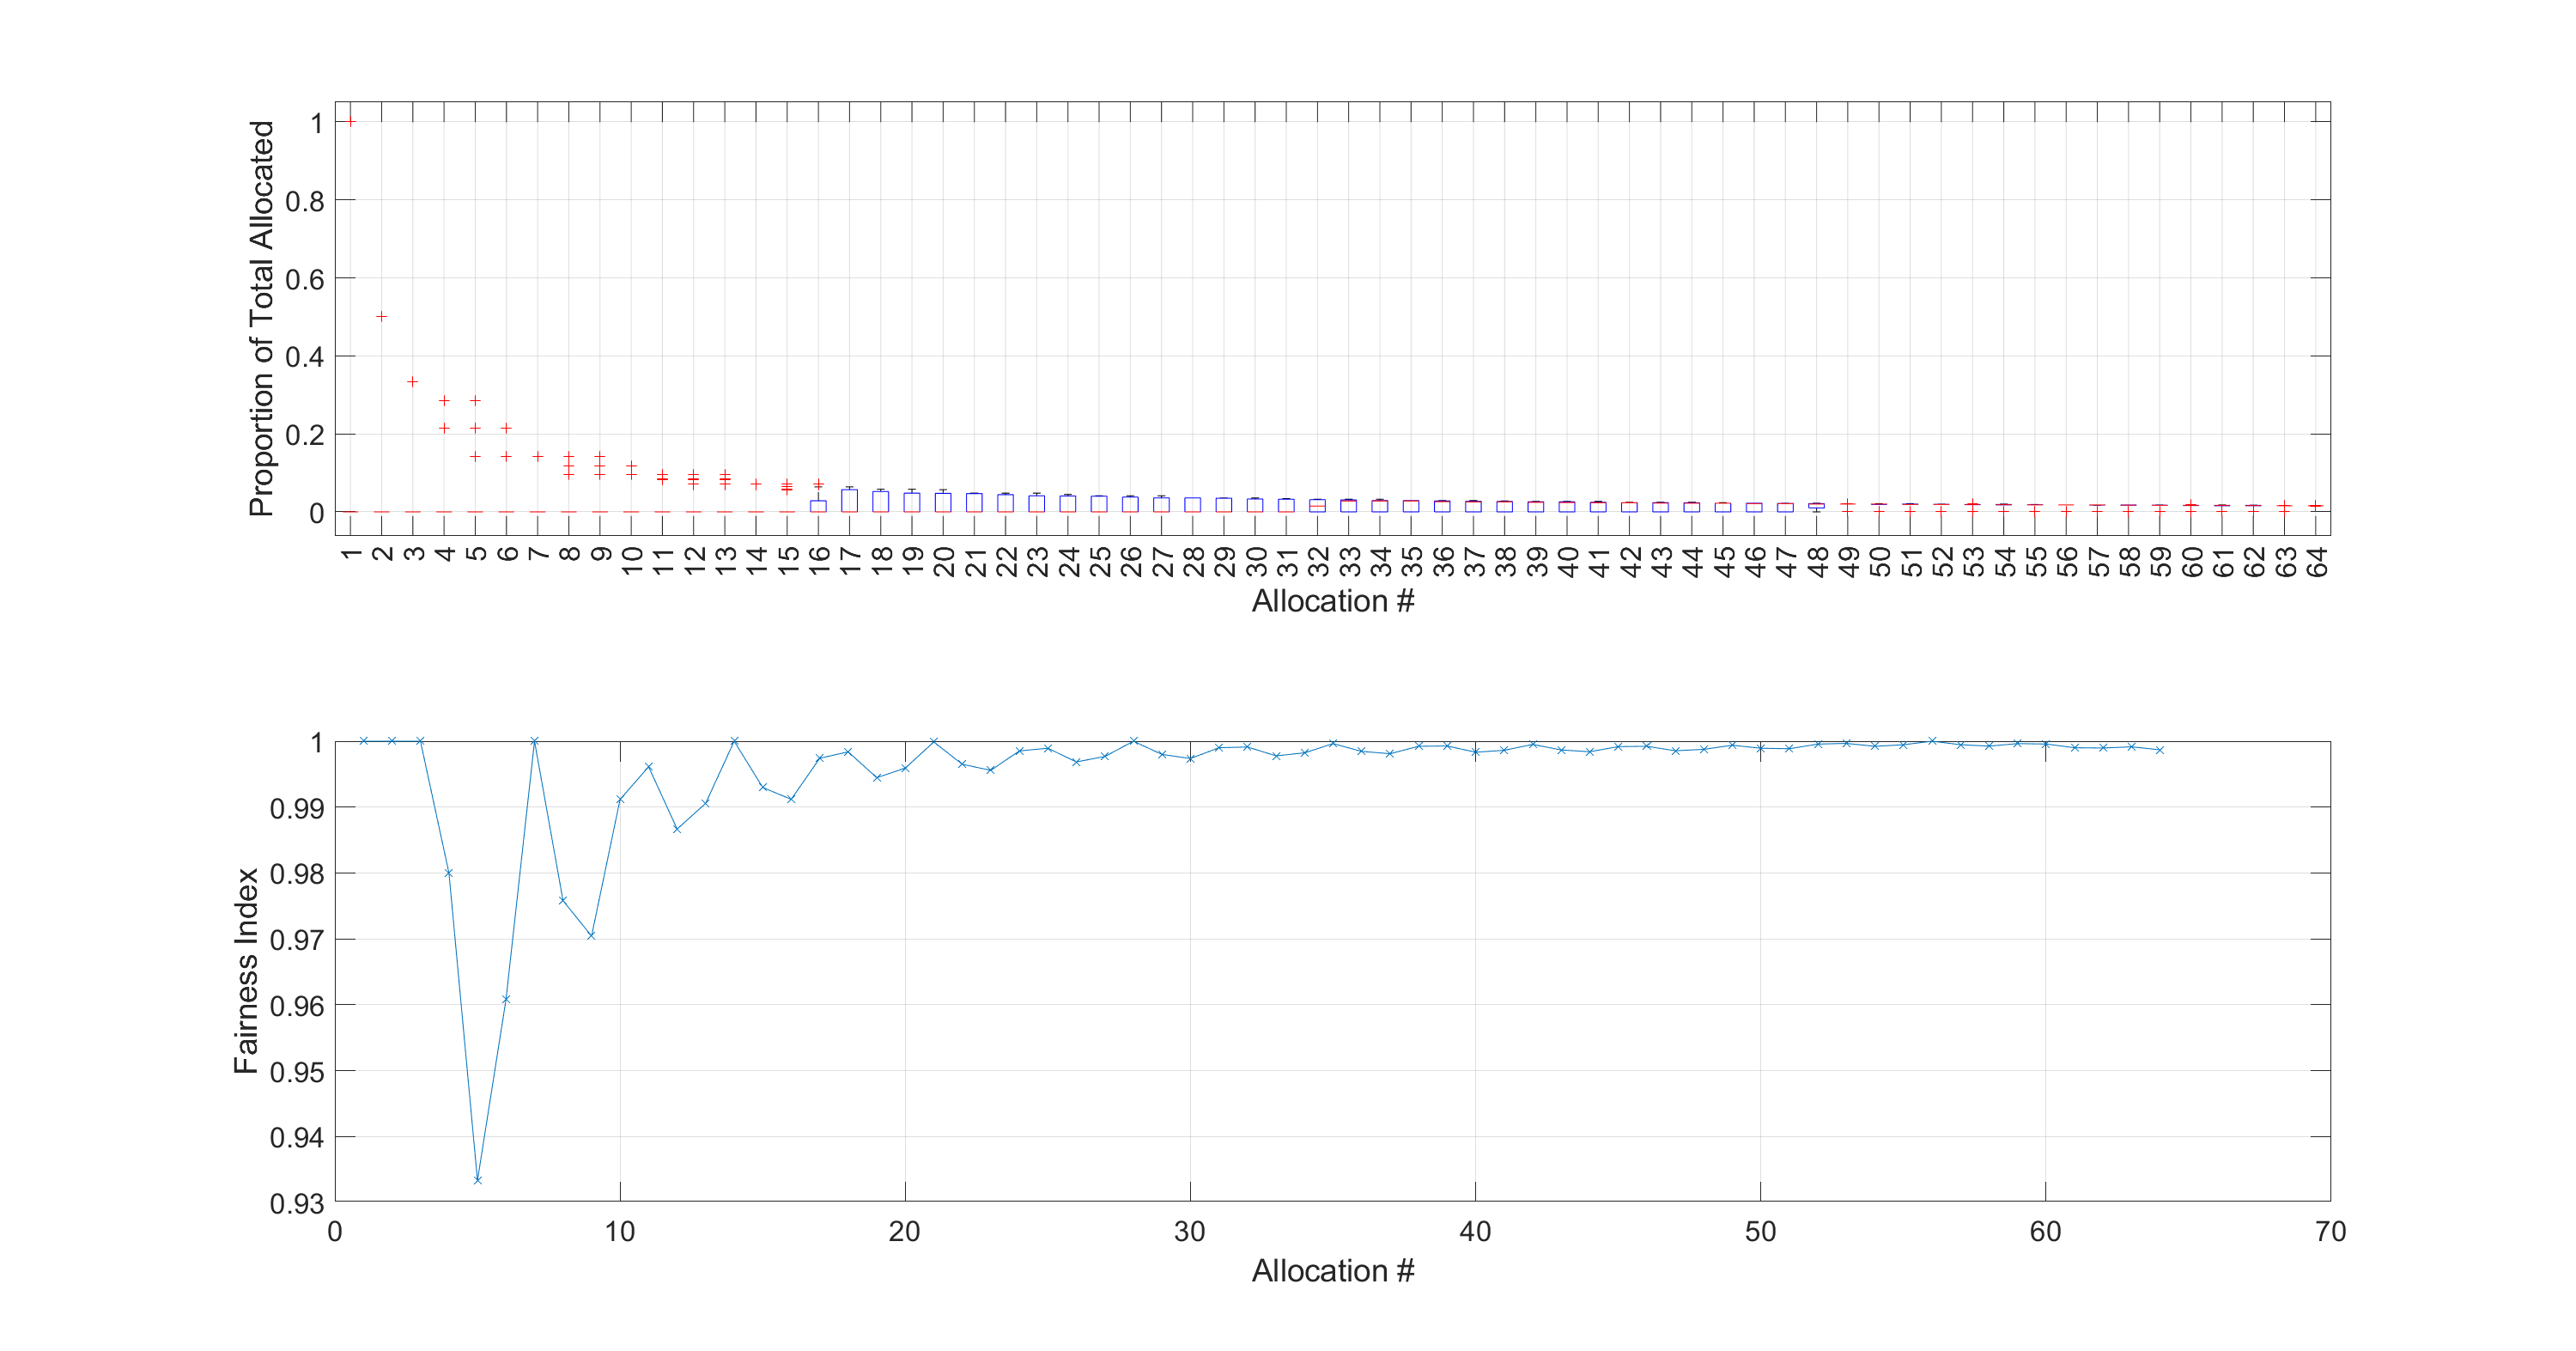 Proportion of Total Allocated
1
0.8
0.6
0.4
0.2
0
1 2 3 4 5 6 7 8 9 10 11 12 13 14 15 16 17 18 19 20 21 22 23 24 25 26 27 28 29 30 31 32 33 34 35 36 37 38 39 40 41 42 43 44 45 46 47 48 49 50 51 52 53 54 55 56 57 58 59 60 61 62 63 64
Allocation #
Fairness Index
1
0.99
0.98
0.97
0.96
0.95
0.94
0.93
0 10 20 30 40 50 60 70
Allocation #